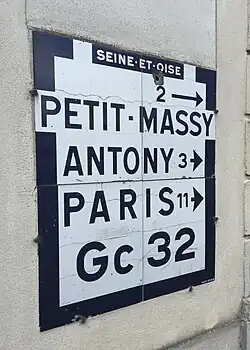 SEINE-ET-OISE
2 →
PETIT-MASSY
ANTONY 3 →
PARIS 11 →
GC 32